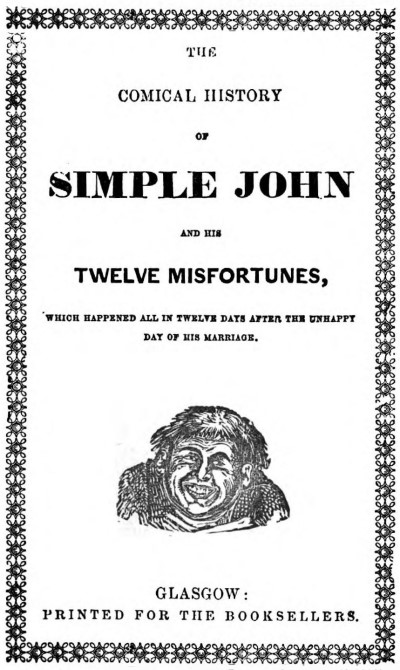 THE
COMICAL HISTORY
OF
SIMPLE JOHN
AND HIS
TWELVE MISFORTUNES,
WHICH HAPPENED ALL IN TWELVE DAYS AFTER THE UNHAPPY
DAY OF HIS MARRIAGE.
GLASGOW:
PRINTED FOR THE BOOKSELLERS.